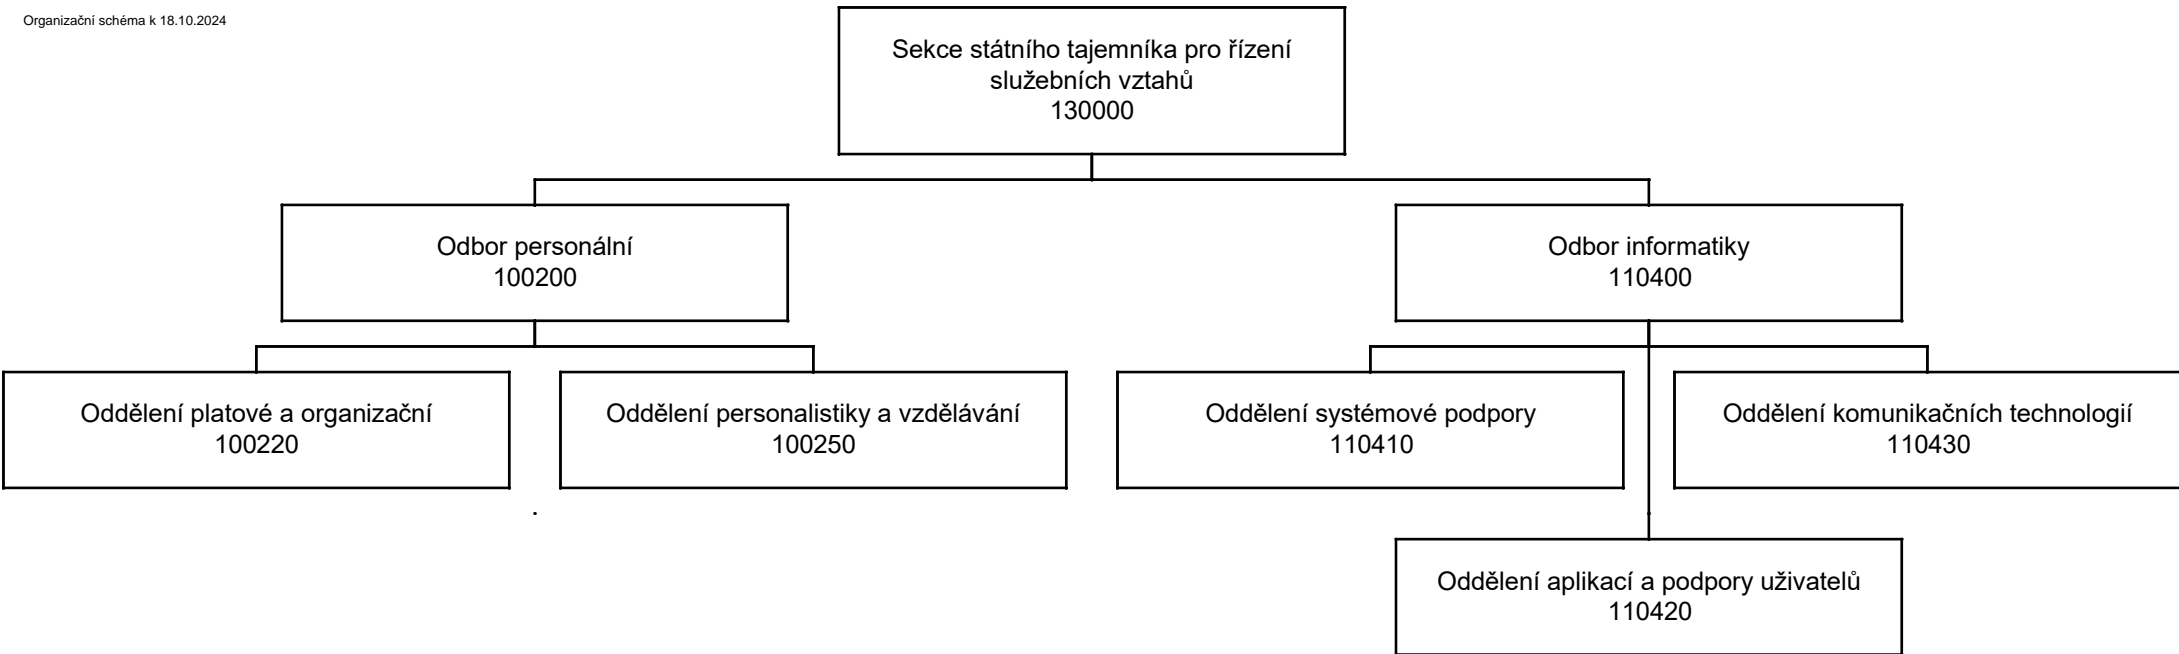 Organizační schéma k 18.10.2024
Sekce státního tajemníka pro řízení
služebních vztahů
130000
Odbor personální
100200
Odbor informatiky
110400
Oddělení platové a organizační
100220
Oddělení personalistiky a vzdělávání
100250
Oddělení systémové podpory
110410
Oddělení komunikačních technologií
110430
Oddělení aplikací a podpory uživatelů
110420